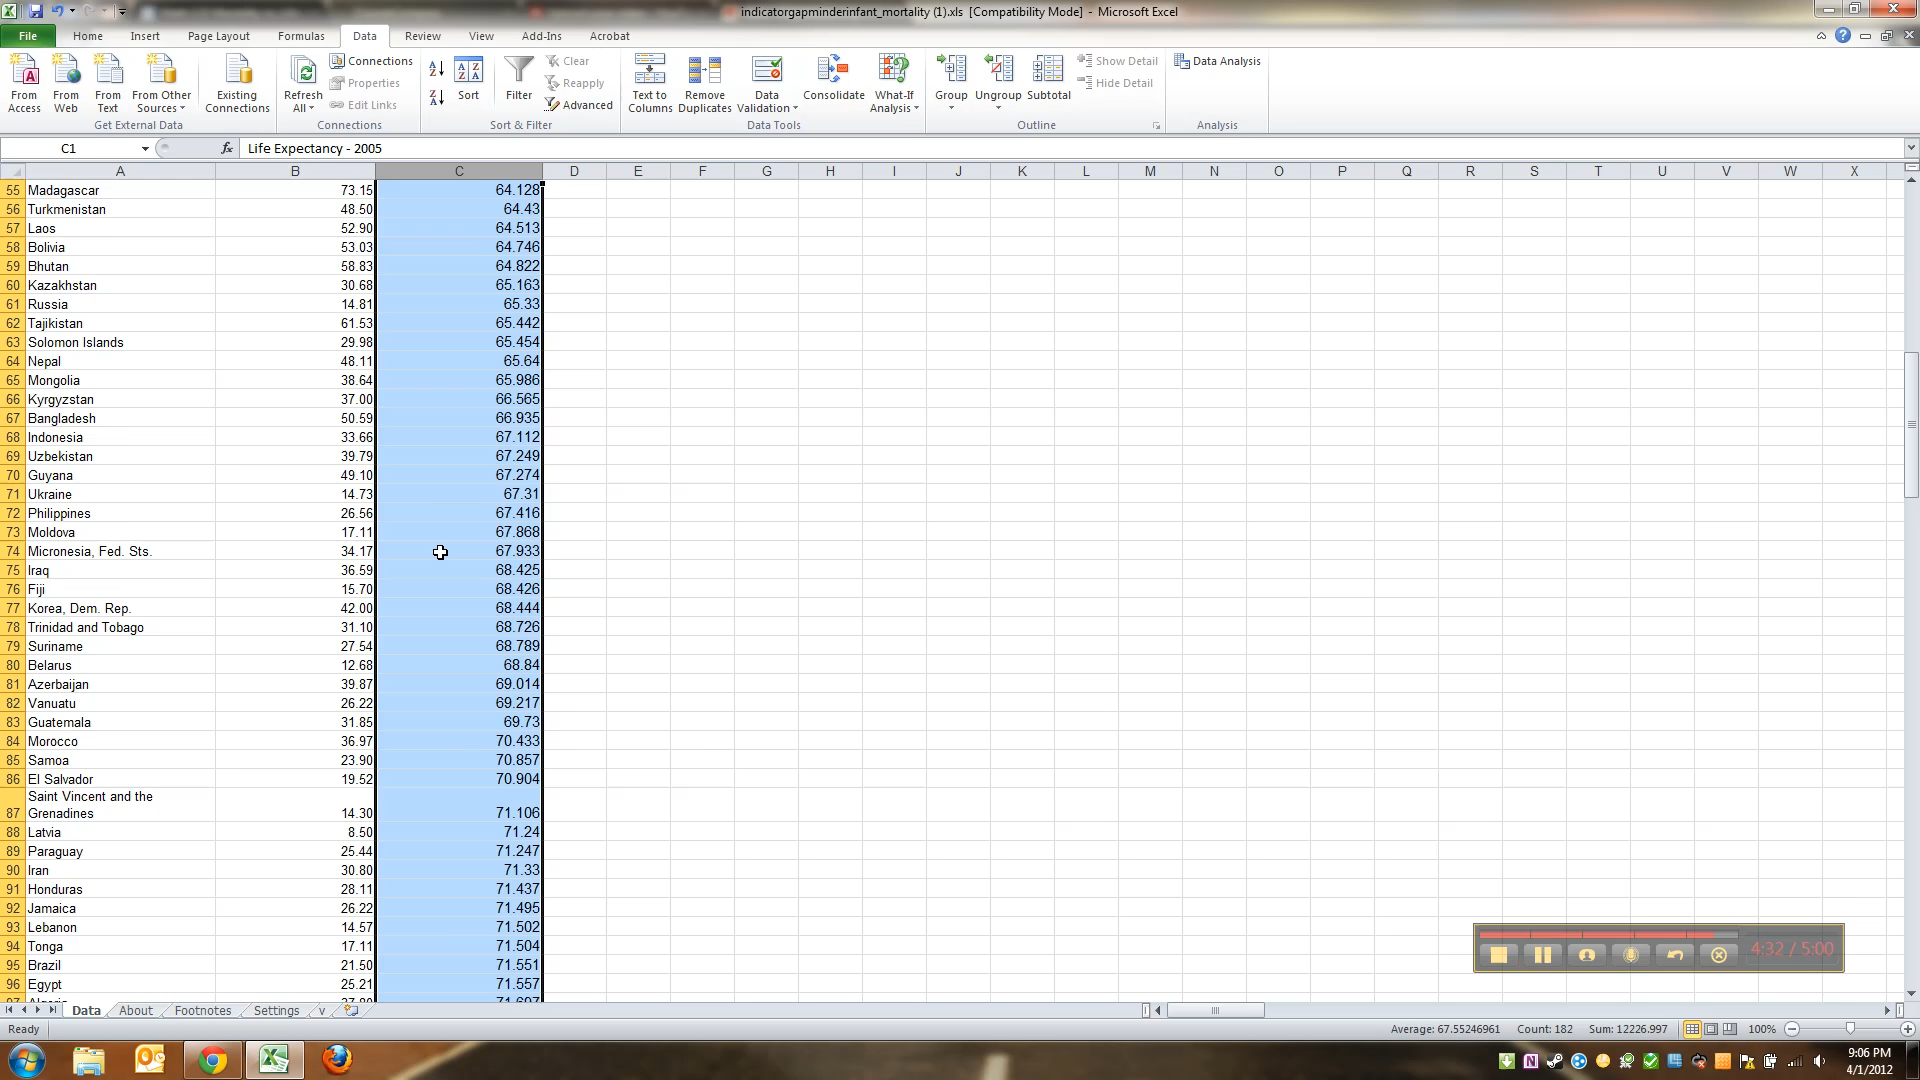 indicatorgapminderinfant_mortality (1).xls [Compatibility Mode] - Microsoft Excel
File Home Insert Page Layout Formulas Data Review View Add-Ins Acrobat
From Access
From Web
From Text
From Other Sources
Existing Connections
Get External Data
Refresh All
Connections
Properties
Edit Links
Connections
Sort
Filter
Clear
Reapply
Advanced
Sort & Filter
Text to Columns
Remove Duplicates
Data Validation
Consolidate
What-If Analysis
Data Tools
Group
Ungroup
Subtotal
Show Detail
Hide Detail
Outline
Data Analysis
Analysis
C1 fx Life Expectancy - 2005
A B C D E F G H I J K L M N O P Q R S T U V W X
55 Madagascar 73.15 64.128
56 Turkmenistan 48.50 64.43
57 Laos 52.90 64.513
58 Bolivia 53.03 64.746
59 Bhutan 58.83 64.822
60 Kazakhstan 30.68 65.163
61 Russia 14.81 65.33
62 Tajikistan 61.53 65.442
63 Solomon Islands 29.98 65.454
64 Nepal 48.11 65.64
65 Mongolia 38.64 65.986
66 Kyrgyzstan 37.00 66.565
67 Bangladesh 50.59 66.935
68 Indonesia 33.66 67.112
69 Uzbekistan 39.79 67.249
70 Guyana 49.10 67.274
71 Ukraine 14.73 67.31
72 Philippines 26.56 67.416
73 Moldova 17.11 67.868
74 Micronesia, Fed. Sts. 34.17 67.933
75 Iraq 36.59 68.425
76 Fiji 15.70 68.426
77 Korea, Dem. Rep. 42.00 68.444
78 Trinidad and Tobago 31.10 68.726
79 Suriname 27.54 68.789
80 Belarus 12.68 68.84
81 Azerbaijan 39.87 69.014
82 Vanuatu 26.22 69.217
83 Guatemala 31.85 69.73
84 Morocco 36.97 70.433
85 Samoa 23.90 70.857
86 El Salvador 19.52 70.904
Saint Vincent and the
87 Grenadines 14.30 71.106
88 Latvia 8.50 71.24
89 Paraguay 25.44 71.247
90 Iran 30.80 71.33
91 Honduras 28.11 71.437
92 Jamaica 26.22 71.495
93 Lebanon 14.57 71.502
94 Tonga 17.11 71.504
95 Brazil 21.50 71.551
96 Egypt 25.21 71.557
4:32 / 5:00
Data About Footnotes Settings v
Ready Average: 67.55246961 Count: 182 Sum: 12226.997 100%
9:06 PM
4/1/2012